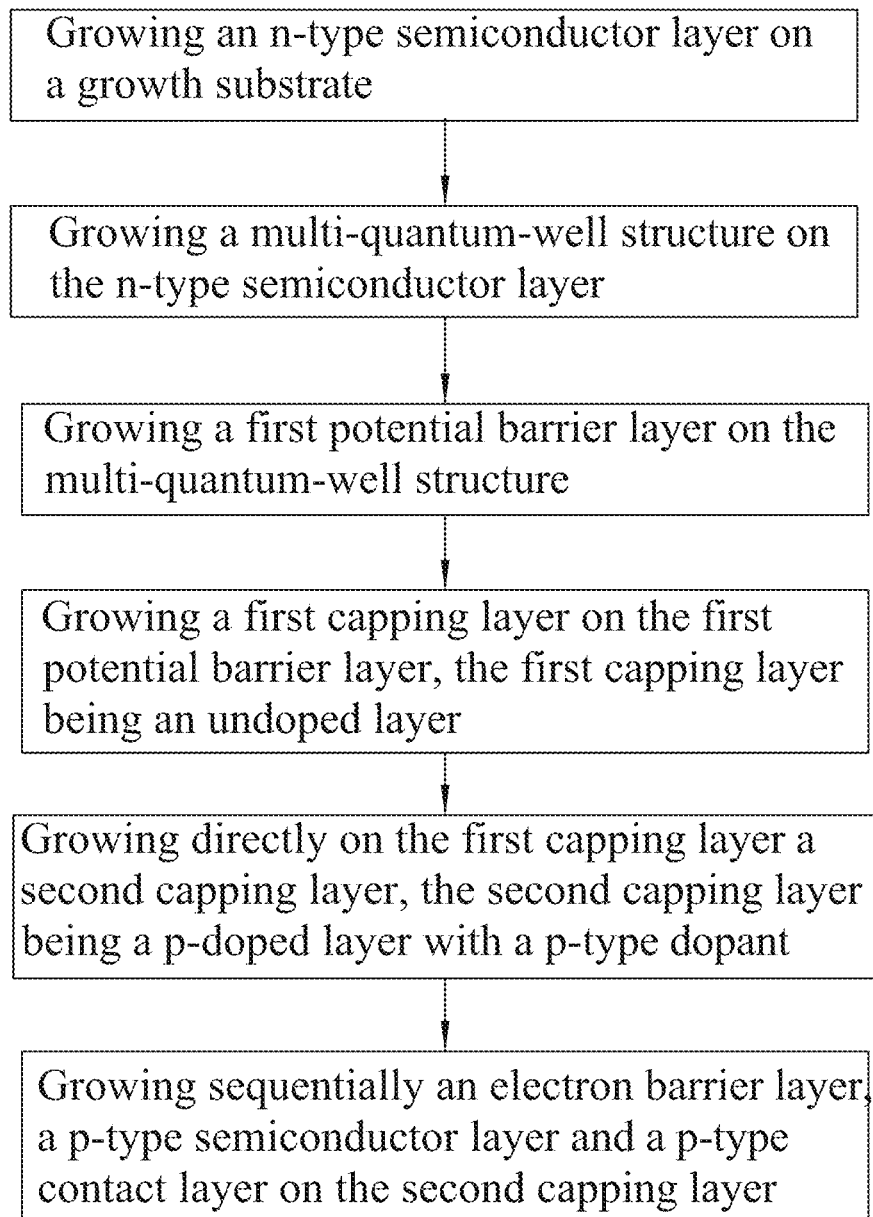 Growing an n-type semiconductor layer on
a growth substrate
Growing a multi-quantum-well structure on
the n-type semiconductor layer
Growing a first potential barrier layer on the
multi-quantum-well structure
Growing a first capping layer on the first
potential barrier layer, the first capping layer
being an undoped layer
Growing directly on the first capping layer a
second capping layer, the second capping layer
being a p-doped layer with a p-type dopant
Growing sequentially an electron barrier layer,
a p-type semiconductor layer and a p-type
contact layer on the second capping layer